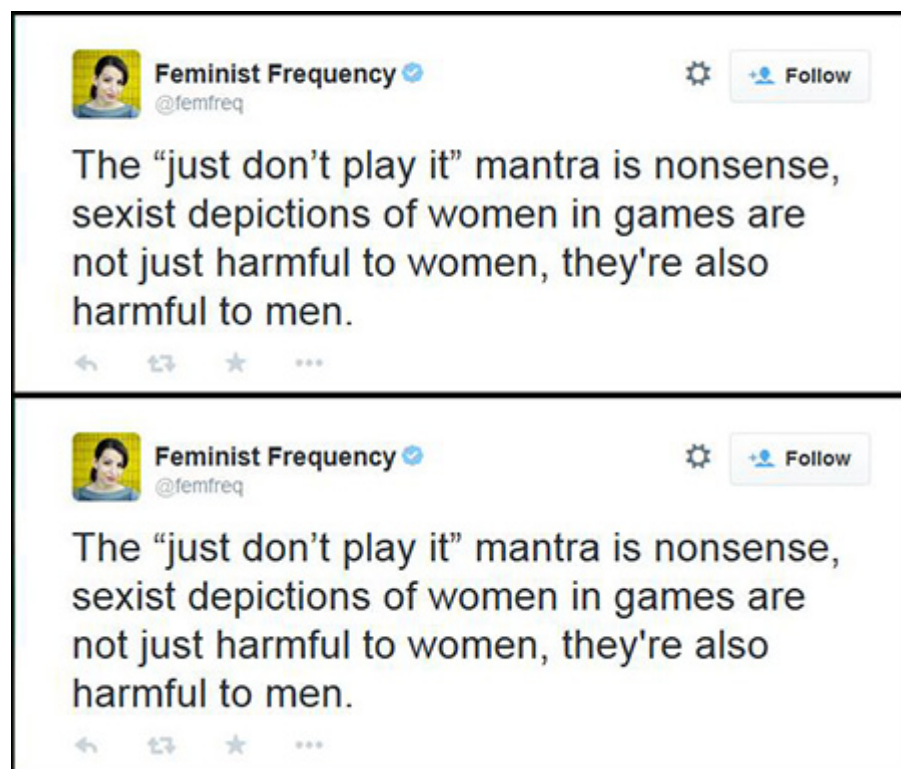 Feminist Frequency
Follow
@femfreq
The “just don’t play it” mantra is nonsense,
sexist depictions of women in games are
not just harmful to women, they're also
harmful to men.
Feminist Frequency
Follow
@femfreq
The “just don’t play it” mantra is nonsense,
sexist depictions of women in games are
not just harmful to women, they're also
harmful to men.